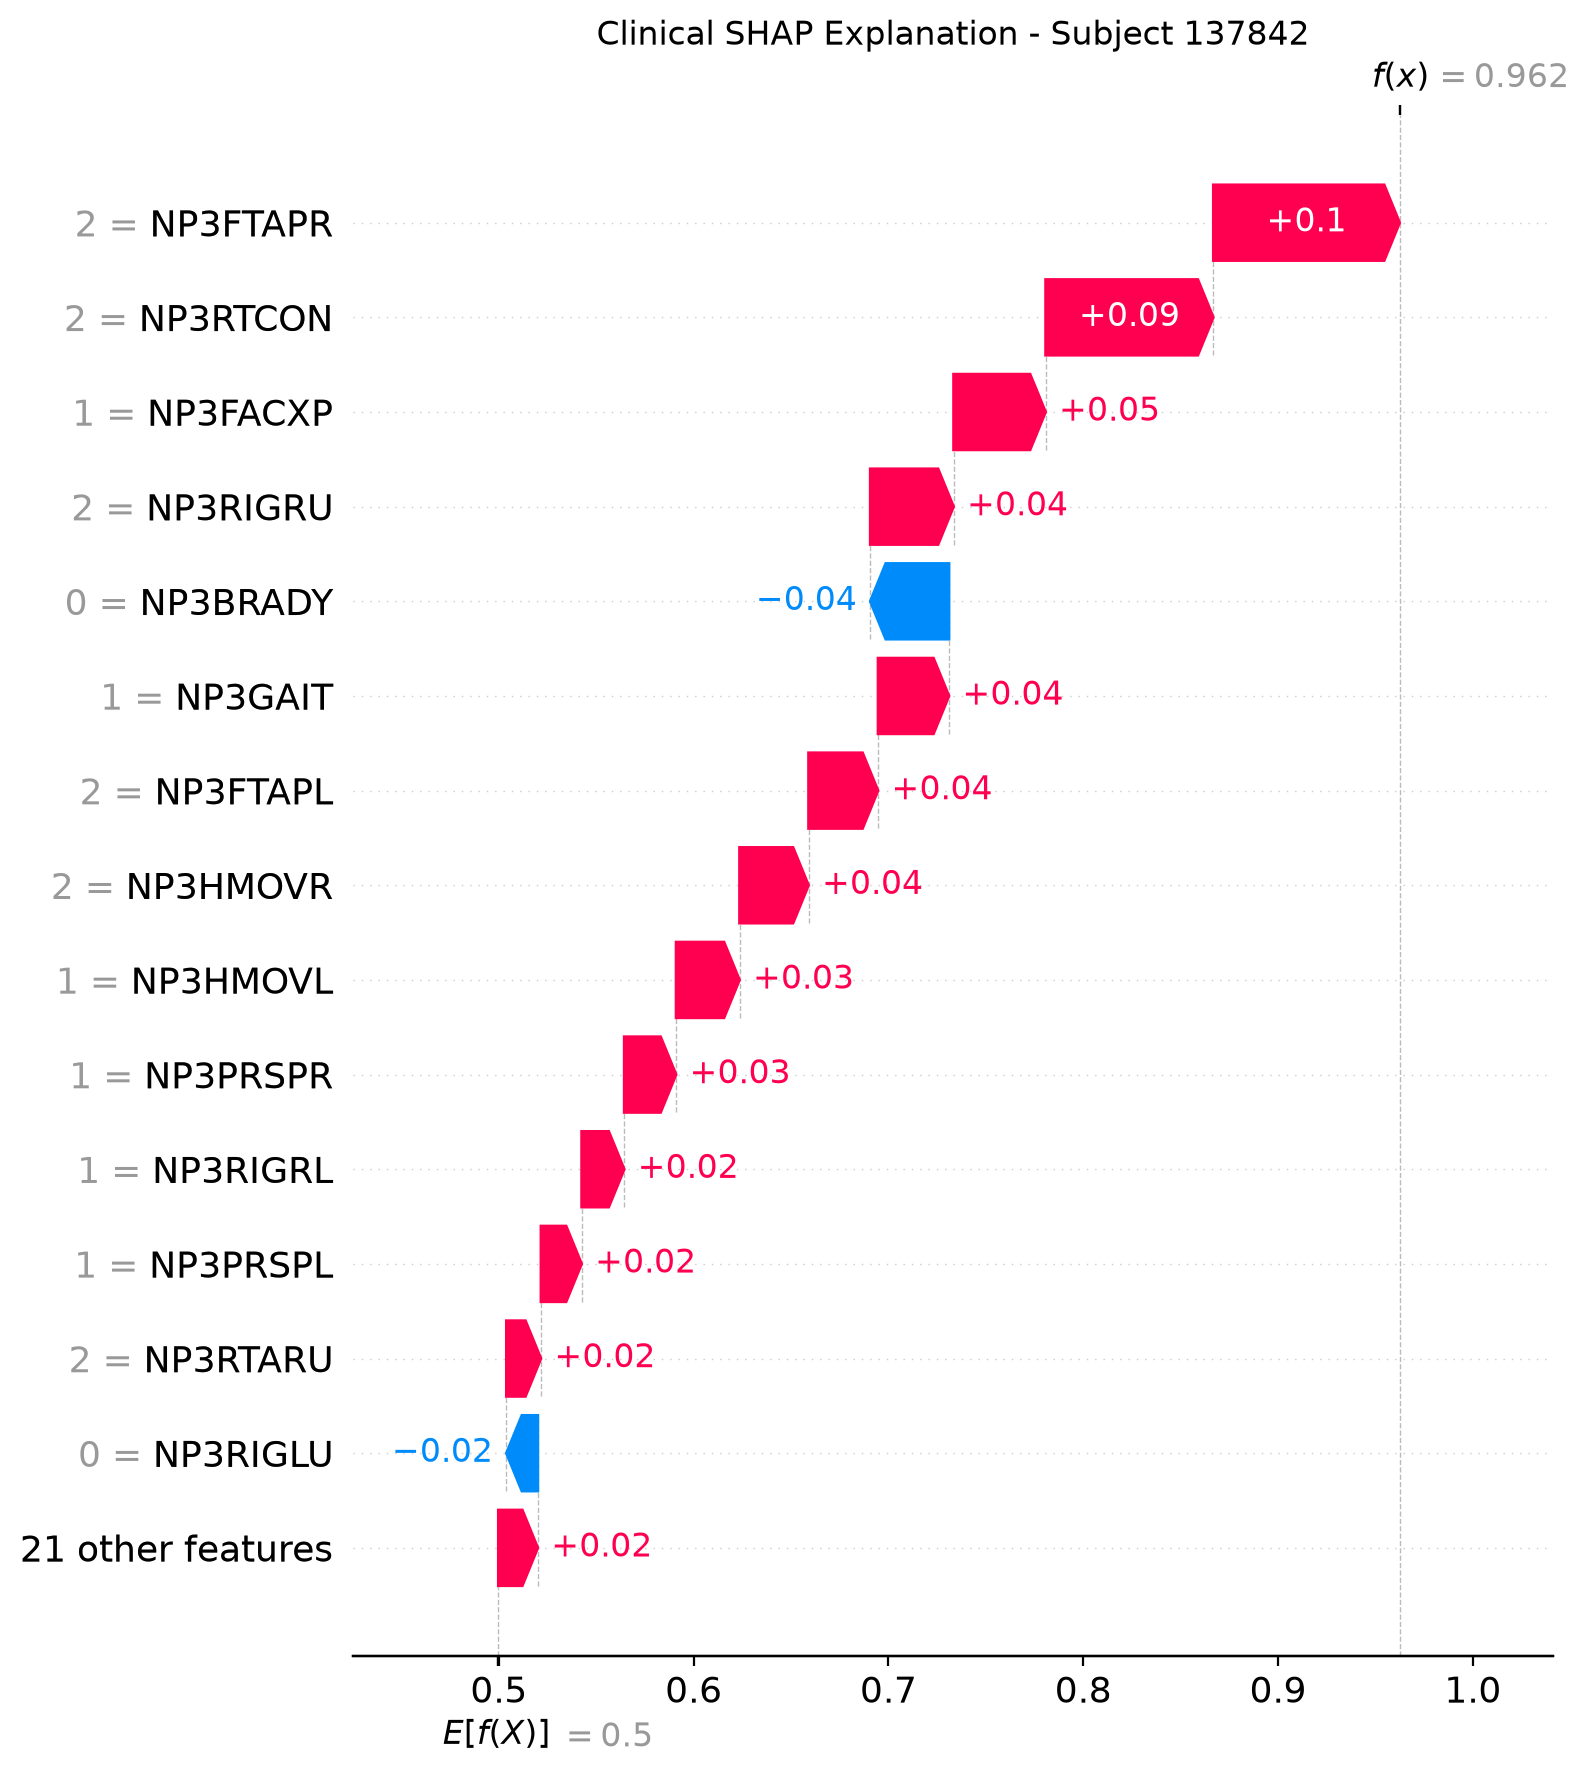 Clinical SHAP Explanation - Subject 137842
f(x) = 0.962
2 = NP3FTAPR +0.1
2 = NP3RTCON +0.09
1 = NP3FACXP +0.05
2 = NP3RIGRU +0.04
0 = NP3BRADY −0.04
1 = NP3GAIT +0.04
2 = NP3FTAPL +0.04
2 = NP3HMOVR +0.04
1 = NP3HMOVL +0.03
1 = NP3PRSPR +0.03
1 = NP3RIGRL +0.02
1 = NP3PRSPL +0.02
2 = NP3RTARU +0.02
0 = NP3RIGLU −0.02
21 other features +0.02
0.5 0.6 0.7 0.8 0.9 1.0
E[f(X)] = 0.5